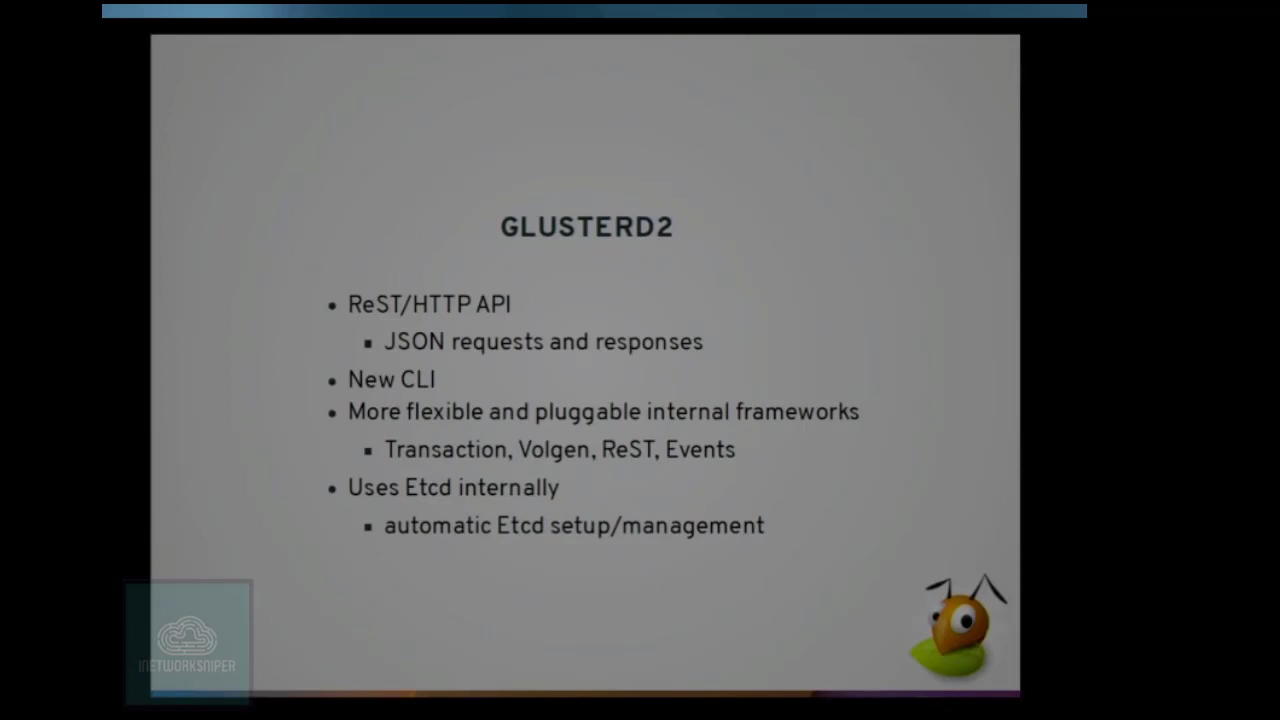 GLUSTERD2
• ReST/HTTP API
▪ JSON requests and responses
• New CLI
• More flexible and pluggable internal frameworks
▪ Transaction, Volgen, ReST, Events
• Uses Etcd internally
▪ automatic Etcd setup/management
INETWORKSNIPER